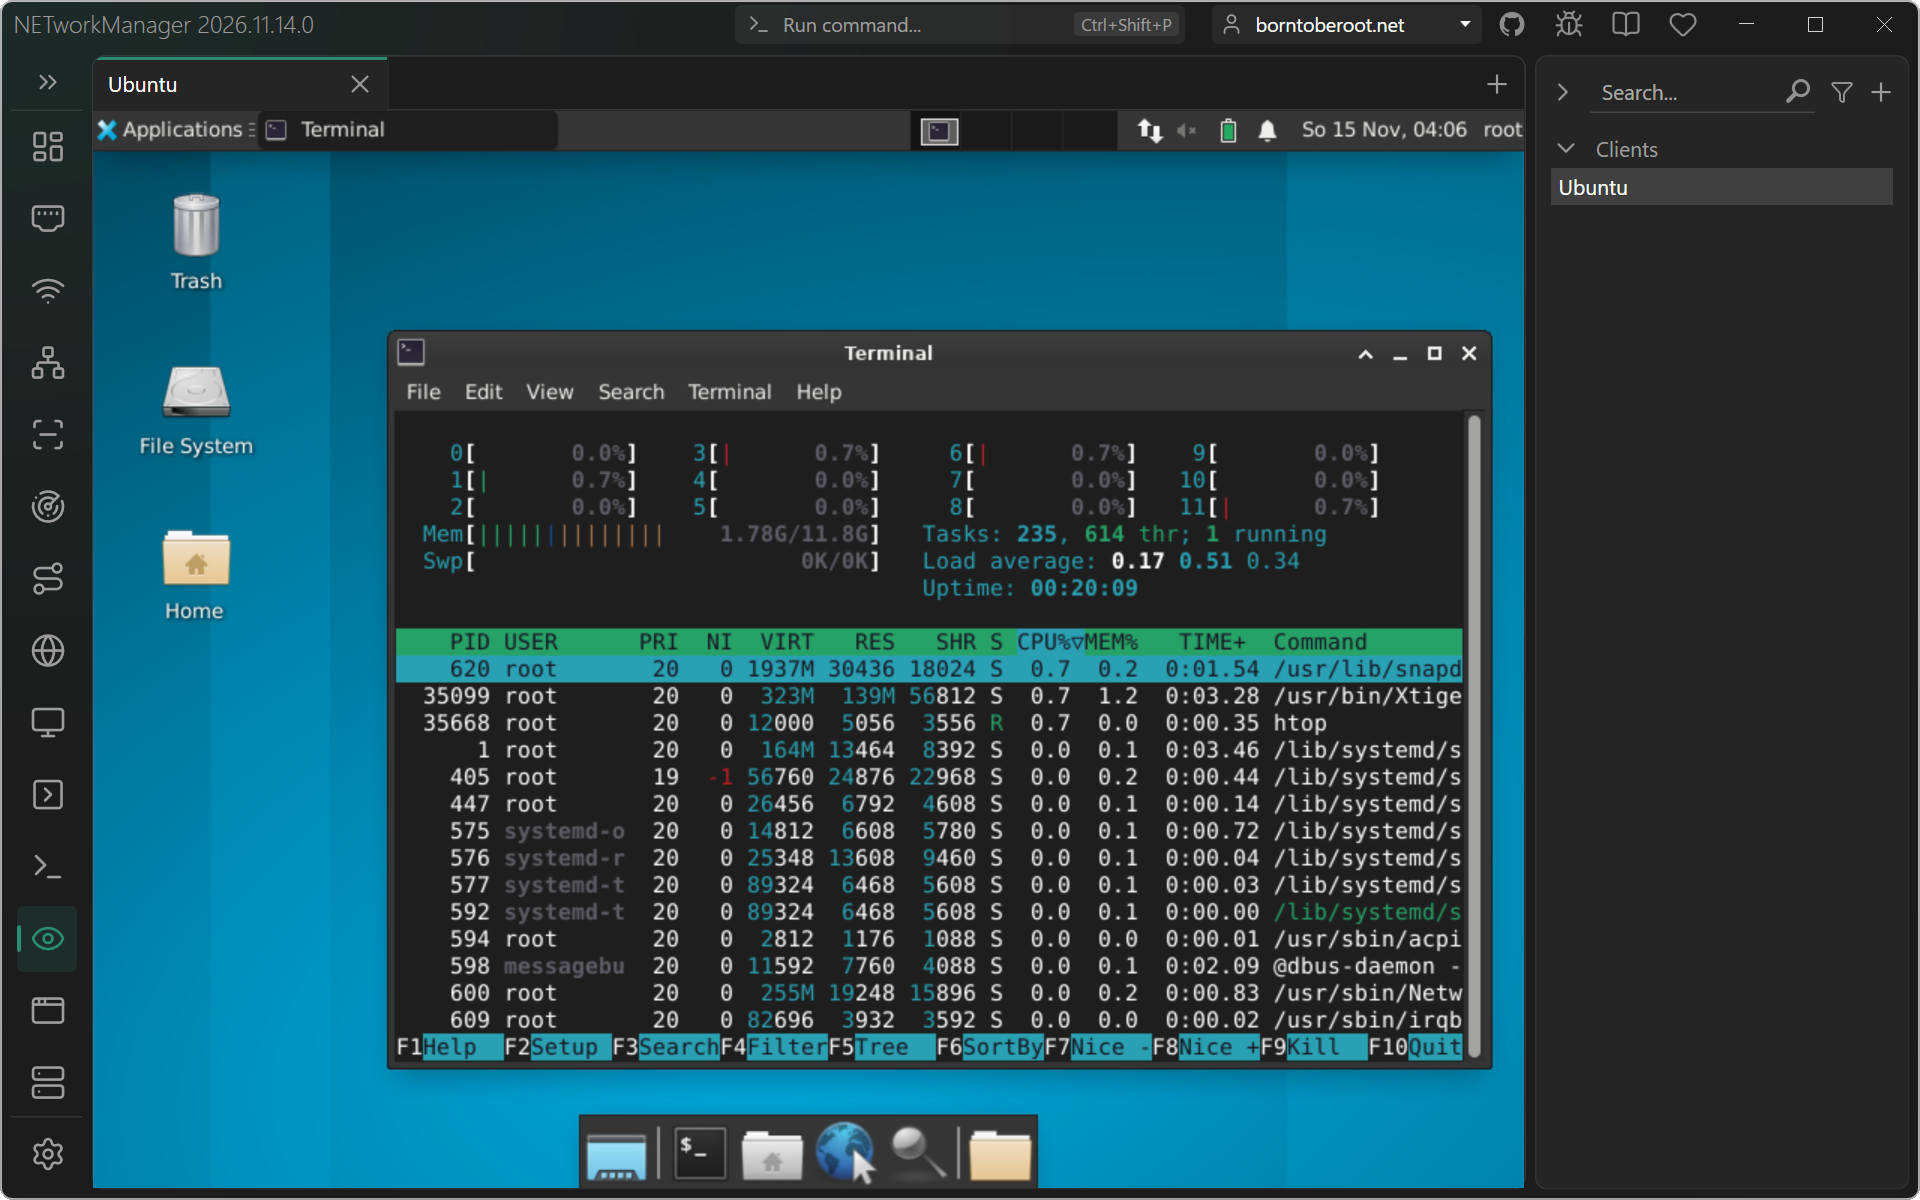 NETworkManager 2026.11.14.0
Run command...
Ctrl+Shift+P
borntoberoot.net
Ubuntu
Applications
Terminal
So 15 Nov, 04:06
root
Search...
Clients
Ubuntu
Trash
File System
Home
Terminal
File Edit View Search Terminal Help
0[ 0.0%] 3[| 0.7%] 6[| 0.7%] 9[ 0.0%]
1[| 0.7%] 4[ 0.0%] 7[ 0.0%] 10[ 0.0%]
2[ 0.0%] 5[ 0.0%] 8[ 0.0%] 11[| 0.7%]
Mem[|||||||||||||| 1.78G/11.8G] Tasks: 235, 614 thr; 1 running
Swp[ 0K/0K] Load average: 0.17 0.51 0.34
Uptime: 00:20:09
PID USER PRI NI VIRT RES SHR S CPU%▽MEM% TIME+ Command
620 root 20 0 1937M 30436 18024 S 0.7 0.2 0:01.54 /usr/lib/snapd
35099 root 20 0 323M 139M 56812 S 0.7 1.2 0:03.28 /usr/bin/Xtige
35668 root 20 0 12000 5056 3556 R 0.7 0.0 0:00.35 htop
1 root 20 0 164M 13464 8392 S 0.0 0.1 0:03.46 /lib/systemd/s
405 root 19 -1 56760 24876 22968 S 0.0 0.2 0:00.44 /lib/systemd/s
447 root 20 0 26456 6792 4608 S 0.0 0.1 0:00.14 /lib/systemd/s
575 systemd-o 20 0 14812 6608 5780 S 0.0 0.1 0:00.72 /lib/systemd/s
576 systemd-r 20 0 25348 13608 9460 S 0.0 0.1 0:00.04 /lib/systemd/s
577 systemd-t 20 0 89324 6468 5608 S 0.0 0.1 0:00.03 /lib/systemd/s
592 systemd-t 20 0 89324 6468 5608 S 0.0 0.1 0:00.00 /lib/systemd/s
594 root 20 0 2812 1176 1088 S 0.0 0.0 0:00.01 /usr/sbin/acpi
598 messagebu 20 0 11592 7760 4088 S 0.0 0.1 0:02.09 @dbus-daemon -
600 root 20 0 255M 19248 15896 S 0.0 0.2 0:00.83 /usr/sbin/Netw
609 root 20 0 82696 3932 3592 S 0.0 0.0 0:00.02 /usr/sbin/irqb
F1Help F2Setup F3SearchF4FilterF5Tree F6SortByF7Nice -F8Nice +F9Kill F10Quit